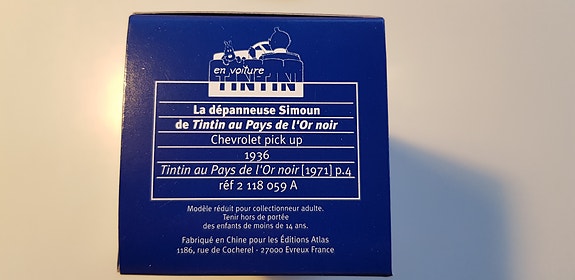 en voiture
TINTIN
La dépanneuse Simoun
de Tintin au Pays de l'Or noir
Chevrolet pick up
1936
Tintin au Pays de l'Or noir (1971) p.4
réf 2 118 059 A
Modèle réduit pour collectionneur adulte.
Tenir hors de portée
des enfants de moins de 14 ans.
Fabriqué en Chine pour les Éditions Atlas
1186, rue de Cocherel - 27000 Evreux France